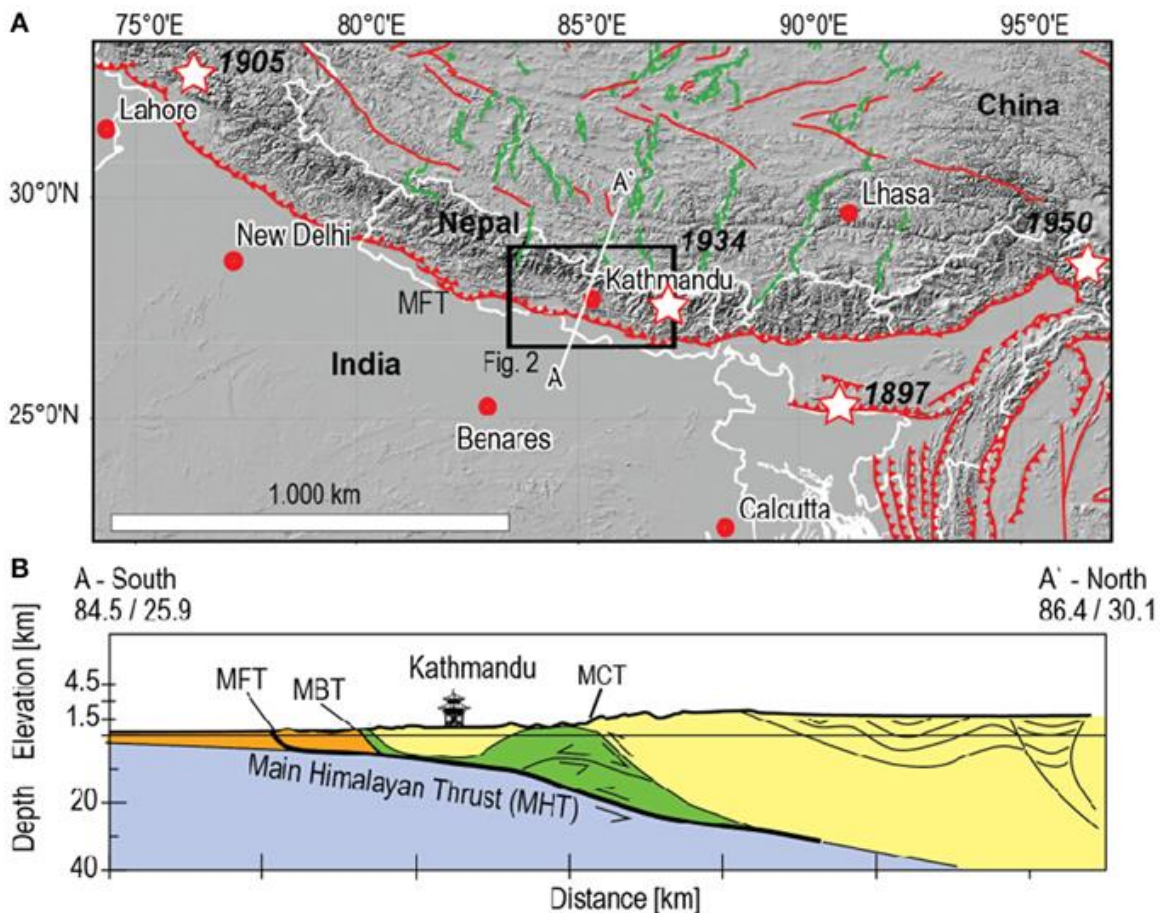 A
75°0'E 80°0'E 85°0'E 90°0'E 95°0'E
1905
Lahore
China
A`
30°0'N
Lhasa
Nepal
1950
New Delhi
1934
Kathmandu
MFT
India
Fig. 2
A
1897
25°0'N
Benares
1.000 km
Calcutta
B
A - South
84.5 / 25.9
A` - North
86.4 / 30.1
Elevation [km]
Depth
4.5
1.5
20
40
MFT
MBT
Kathmandu
MCT
Main Himalayan Thrust (MHT)
Distance [km]